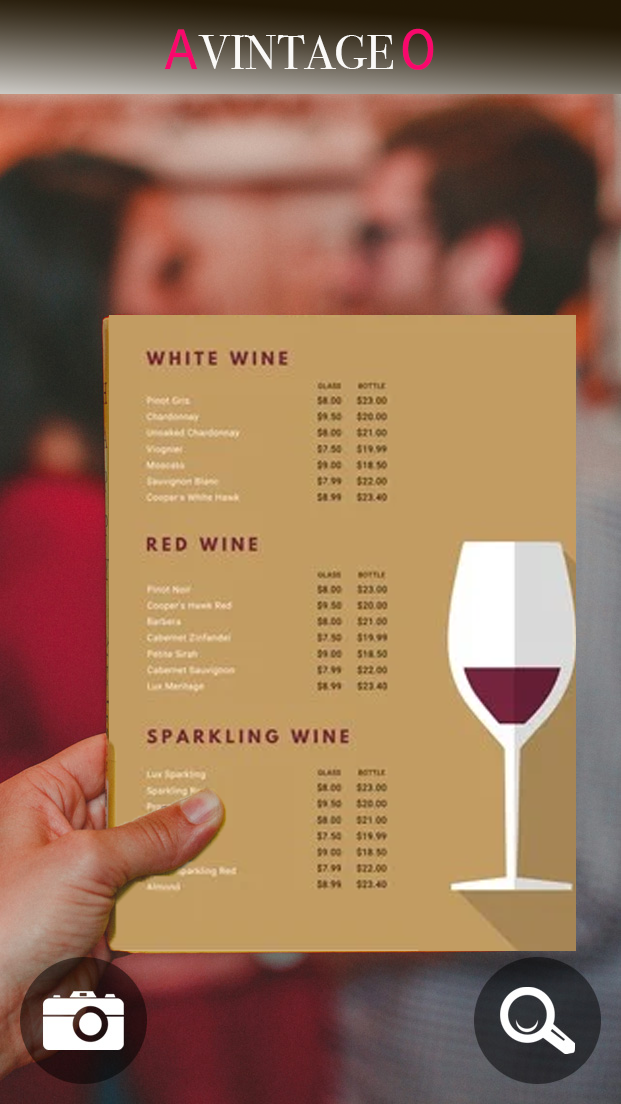 AVINTAGEO
WHITE WINE
GLASS BOTTLE
Pinot Gris $8.00 $23.00
Chardonnay $9.50 $20.00
Unoaked Chardonnay $8.00 $21.00
Viognier $7.50 $19.99
Moscato $9.00 $18.50
Sauvignon Blanc $7.99 $22.00
Cooper's White Hawk $8.99 $23.40
RED WINE
GLASS BOTTLE
Pinot Noir $8.00 $23.00
Cooper's Hawk Red $9.50 $20.00
Barbera $8.00 $21.00
Cabernet Zinfandel $7.50 $19.99
Petite Sirah $9.00 $18.50
Cabernet Sauvignon $7.99 $22.00
Lux Meritage $8.99 $23.40
SPARKLING WINE
GLASS BOTTLE
Lux Sparkling $8.00 $23.00
Sparkling $9.50 $20.00
$8.00 $21.00
$7.50 $19.99
$9.00 $18.50
Sparkling Red $7.99 $22.00
Almond $8.99 $23.40